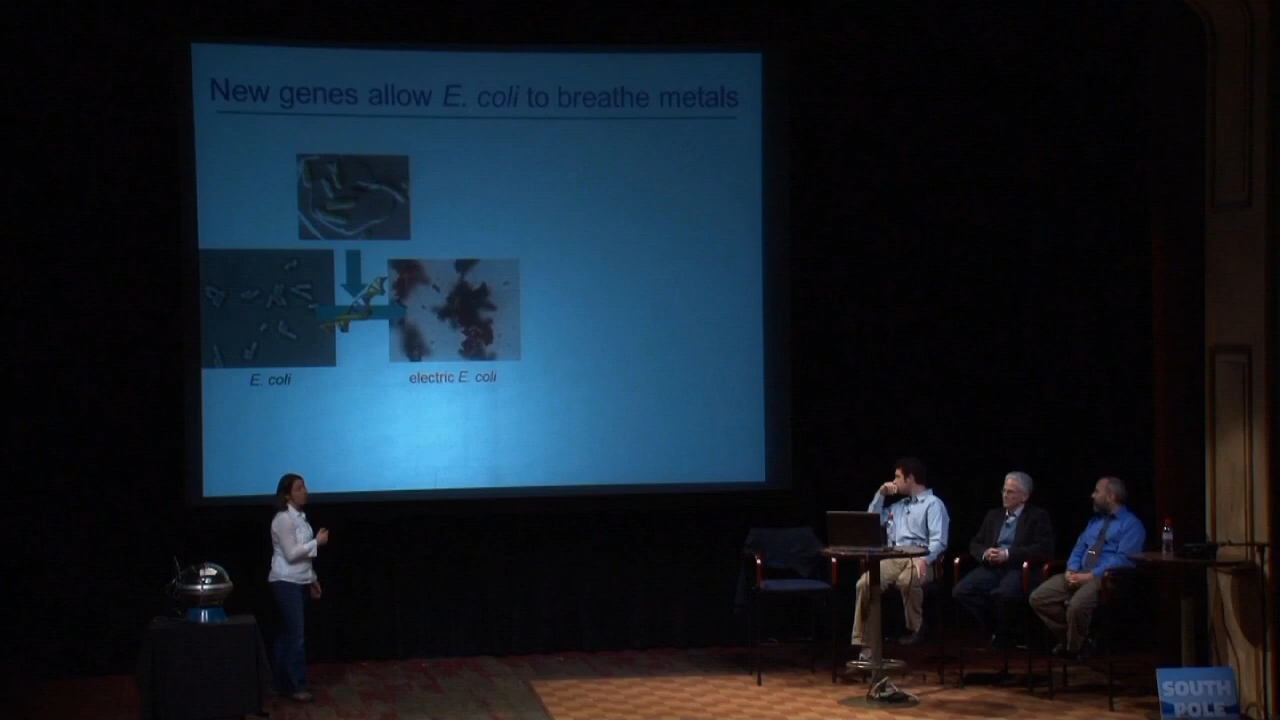 New genes allow E. coli to breathe metals
E. coli
electric E. coli
SOUTH
POLE